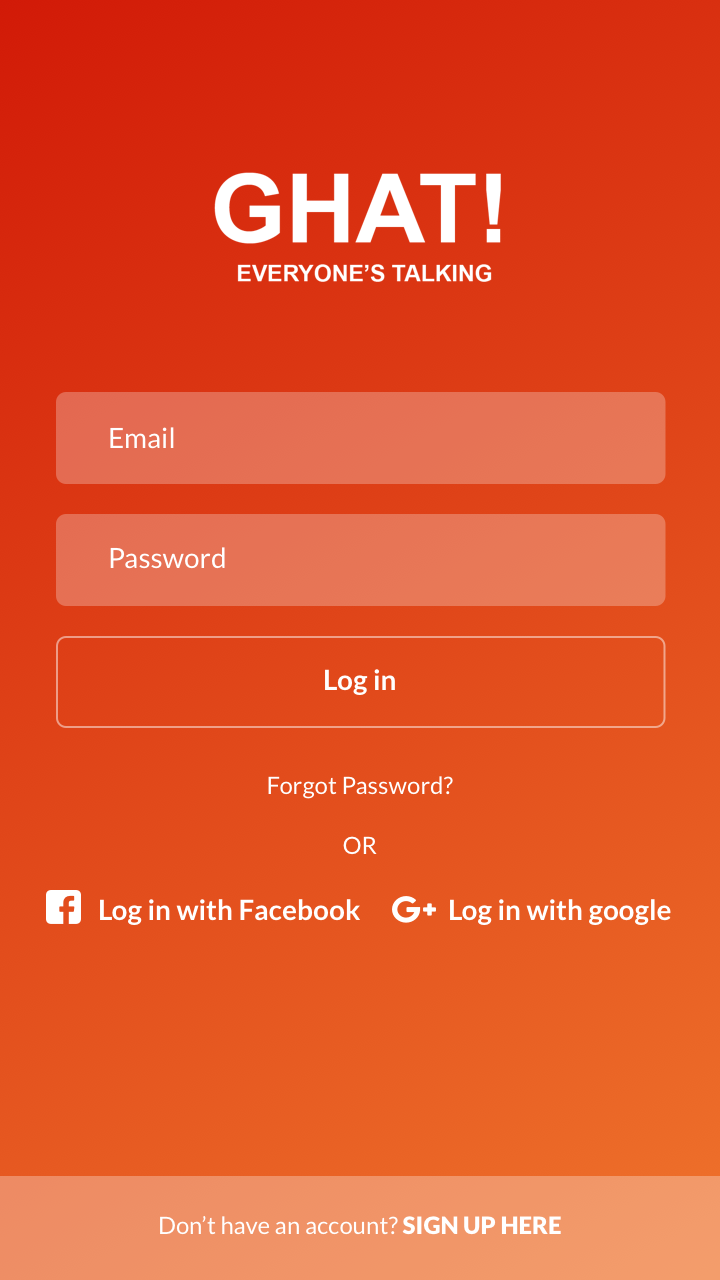 GHAT!
EVERYONE'S TALKING
Email
Password
Log in
Forgot Password?
OR
Log in with Facebook
G+ Log in with google
Don't have an account? SIGN UP HERE